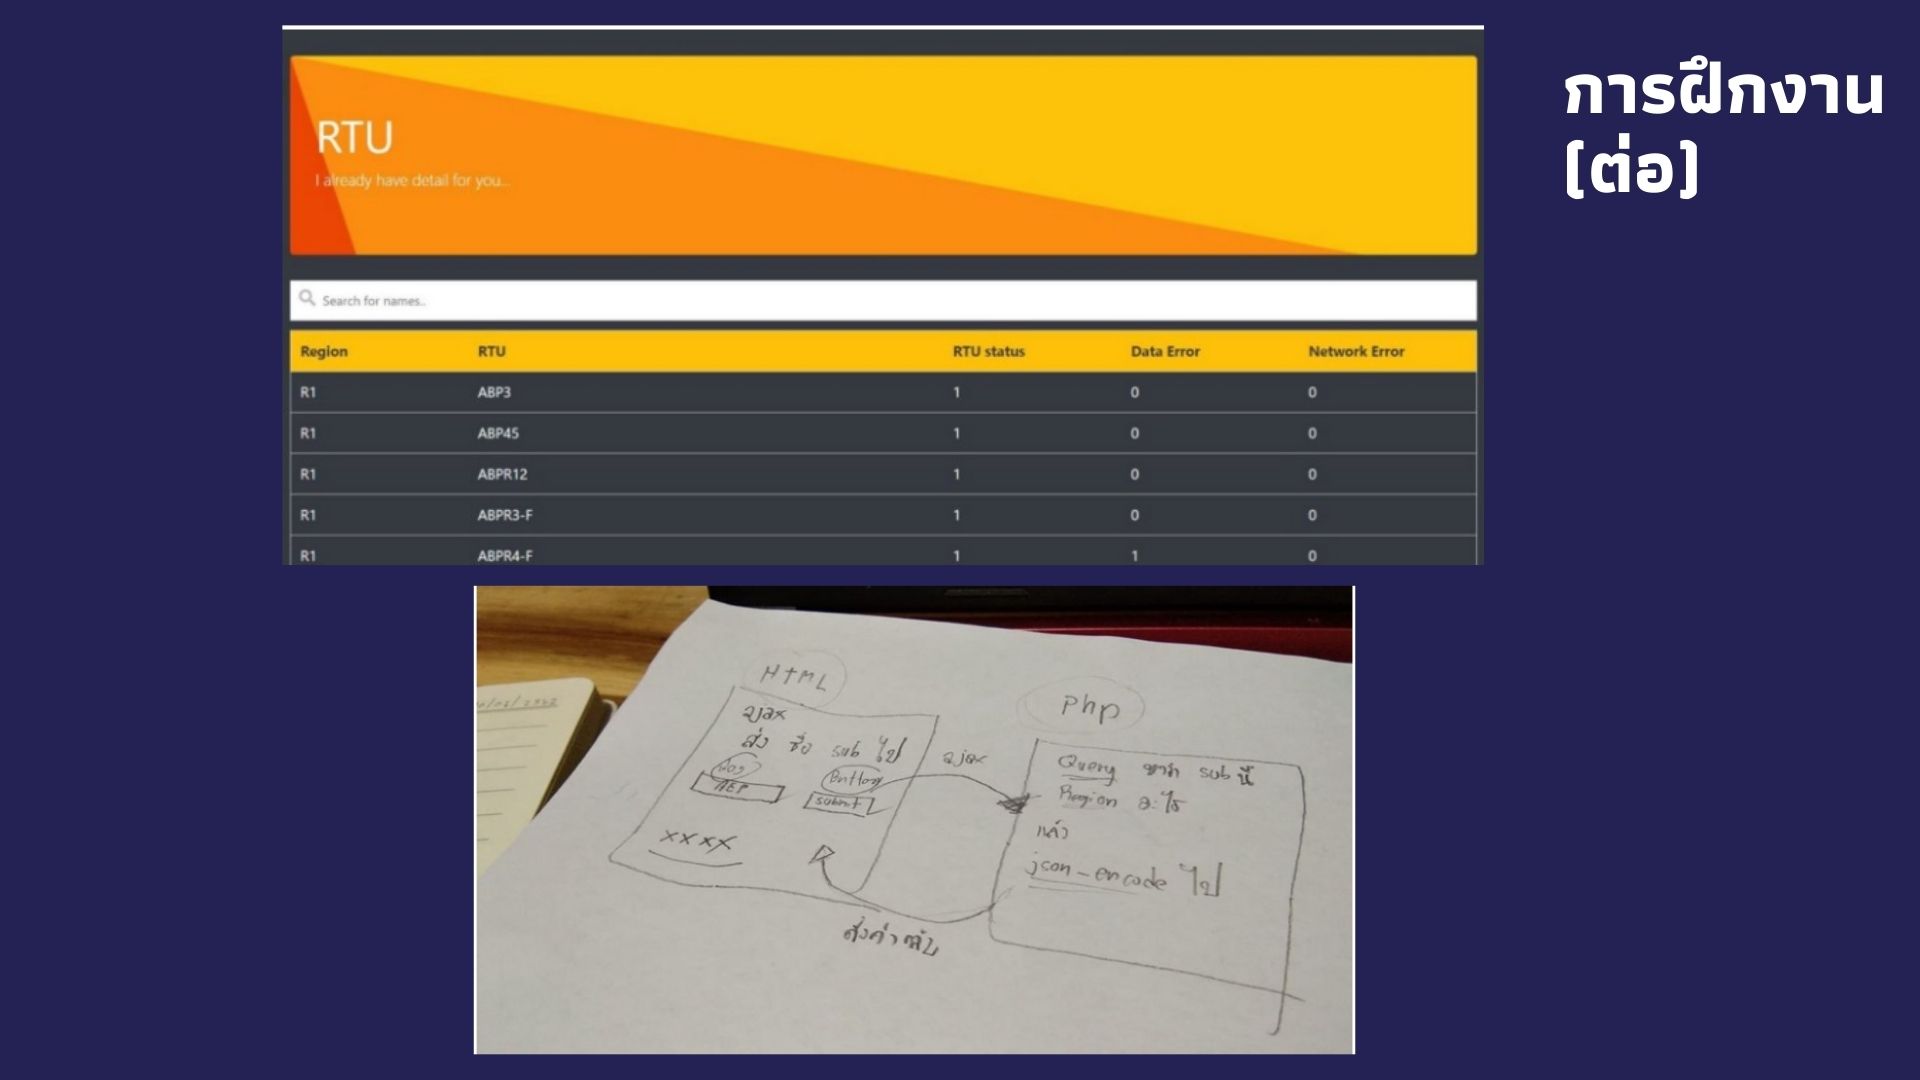 การฝึกงาน
(ต่อ)
RTU
I already have detail for you...
Search for names..
Region RTU RTU status Data Error Network Error
R1 ABP3 1 0 0
R1 ABP45 1 0 0
R1 ABPR12 1 0 0
R1 ABPR3-F 1 0 0
R1 ABPR4-F 1 1 0
HTML
ajax
ส่ง ชื่อ sub ไป
Button
submit
xxxx
ajax
Php
Query หาว่า sub นี้
Region อะไร
แล้ว
json_encode ไป
ส่งค่ากลับ